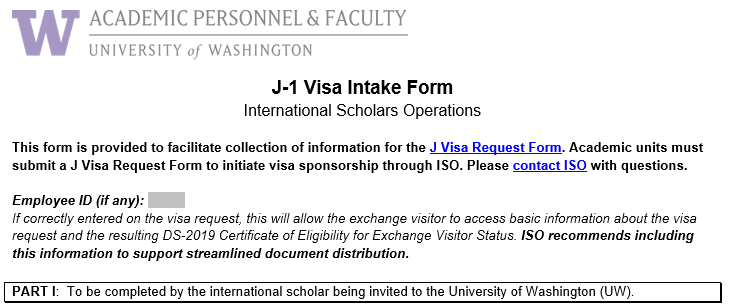 W ACADEMIC PERSONNEL & FACULTY
UNIVERSITY of WASHINGTON
J-1 Visa Intake Form
International Scholars Operations
This form is provided to facilitate collection of information for the J Visa Request Form. Academic units must
submit a J Visa Request Form to initiate visa sponsorship through ISO. Please contact ISO with questions.
Employee ID (if any):
If correctly entered on the visa request, this will allow the exchange visitor to access basic information about the visa
request and the resulting DS-2019 Certificate of Eligibility for Exchange Visitor Status. ISO recommends including
this information to support streamlined document distribution.
PART I: To be completed by the international scholar being invited to the University of Washington (UW).